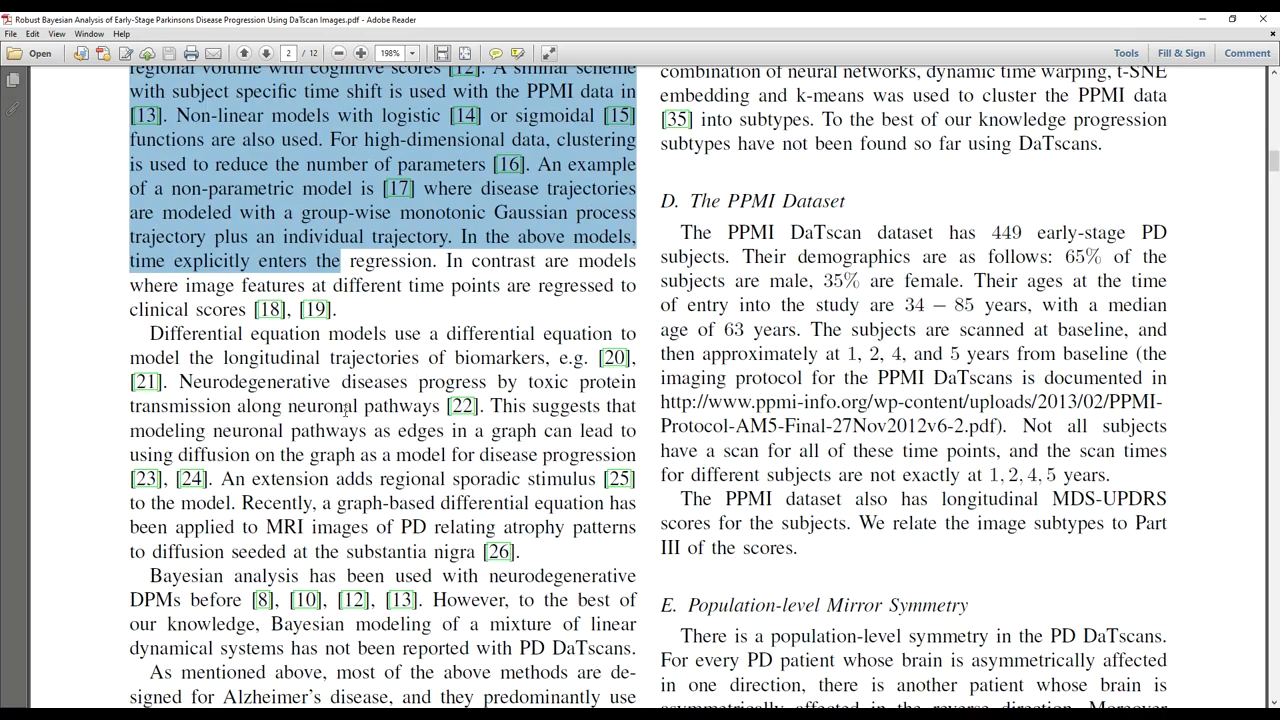 Robust Bayesian Analysis of Early-Stage Parkinsons Disease Progression Using DaTscan Images.pdf - Adobe Reader
File Edit View Window Help
Open 2 / 12 198% Tools Fill & Sign Comment
regional volume with cognitive scores [12]. A similar scheme
with subject specific time shift is used with the PPMI data in
[13]. Non-linear models with logistic [14] or sigmoidal [15]
functions are also used. For high-dimensional data, clustering
is used to reduce the number of parameters [16]. An example
of a non-parametric model is [17] where disease trajectories
are modeled with a group-wise monotonic Gaussian process
trajectory plus an individual trajectory. In the above models,
time explicitly enters the regression. In contrast are models
where image features at different time points are regressed to
clinical scores [18], [19].
Differential equation models use a differential equation to
model the longitudinal trajectories of biomarkers, e.g. [20],
[21]. Neurodegenerative diseases progress by toxic protein
transmission along neuronal pathways [22]. This suggests that
modeling neuronal pathways as edges in a graph can lead to
using diffusion on the graph as a model for disease progression
[23], [24]. An extension adds regional sporadic stimulus [25]
to the model. Recently, a graph-based differential equation has
been applied to MRI images of PD relating atrophy patterns
to diffusion seeded at the substantia nigra [26].
Bayesian analysis has been used with neurodegenerative
DPMs before [8], [10], [12], [13]. However, to the best of
our knowledge, Bayesian modeling of a mixture of linear
dynamical systems has not been reported with PD DaTscans.
As mentioned above, most of the above methods are de-
signed for Alzheimer's disease, and they predominantly use
combination of neural networks, dynamic time warping, t-SNE
embedding and k-means was used to cluster the PPMI data
[35] into subtypes. To the best of our knowledge progression
subtypes have not been found so far using DaTscans.
D. The PPMI Dataset
The PPMI DaTscan dataset has 449 early-stage PD
subjects. Their demographics are as follows: 65% of the
subjects are male, 35% are female. Their ages at the time
of entry into the study are 34 − 85 years, with a median
age of 63 years. The subjects are scanned at baseline, and
then approximately at 1, 2, 4, and 5 years from baseline (the
imaging protocol for the PPMI DaTscans is documented in
http://www.ppmi-info.org/wp-content/uploads/2013/02/PPMI-
Protocol-AM5-Final-27Nov2012v6-2.pdf). Not all subjects
have a scan for all of these time points, and the scan times
for different subjects are not exactly at 1, 2, 4, 5 years.
The PPMI dataset also has longitudinal MDS-UPDRS
scores for the subjects. We relate the image subtypes to Part
III of the scores.
E. Population-level Mirror Symmetry
There is a population-level symmetry in the PD DaTscans.
For every PD patient whose brain is asymmetrically affected
in one direction, there is another patient whose brain is
asymmetrically affected in the reverse direction. Moreover